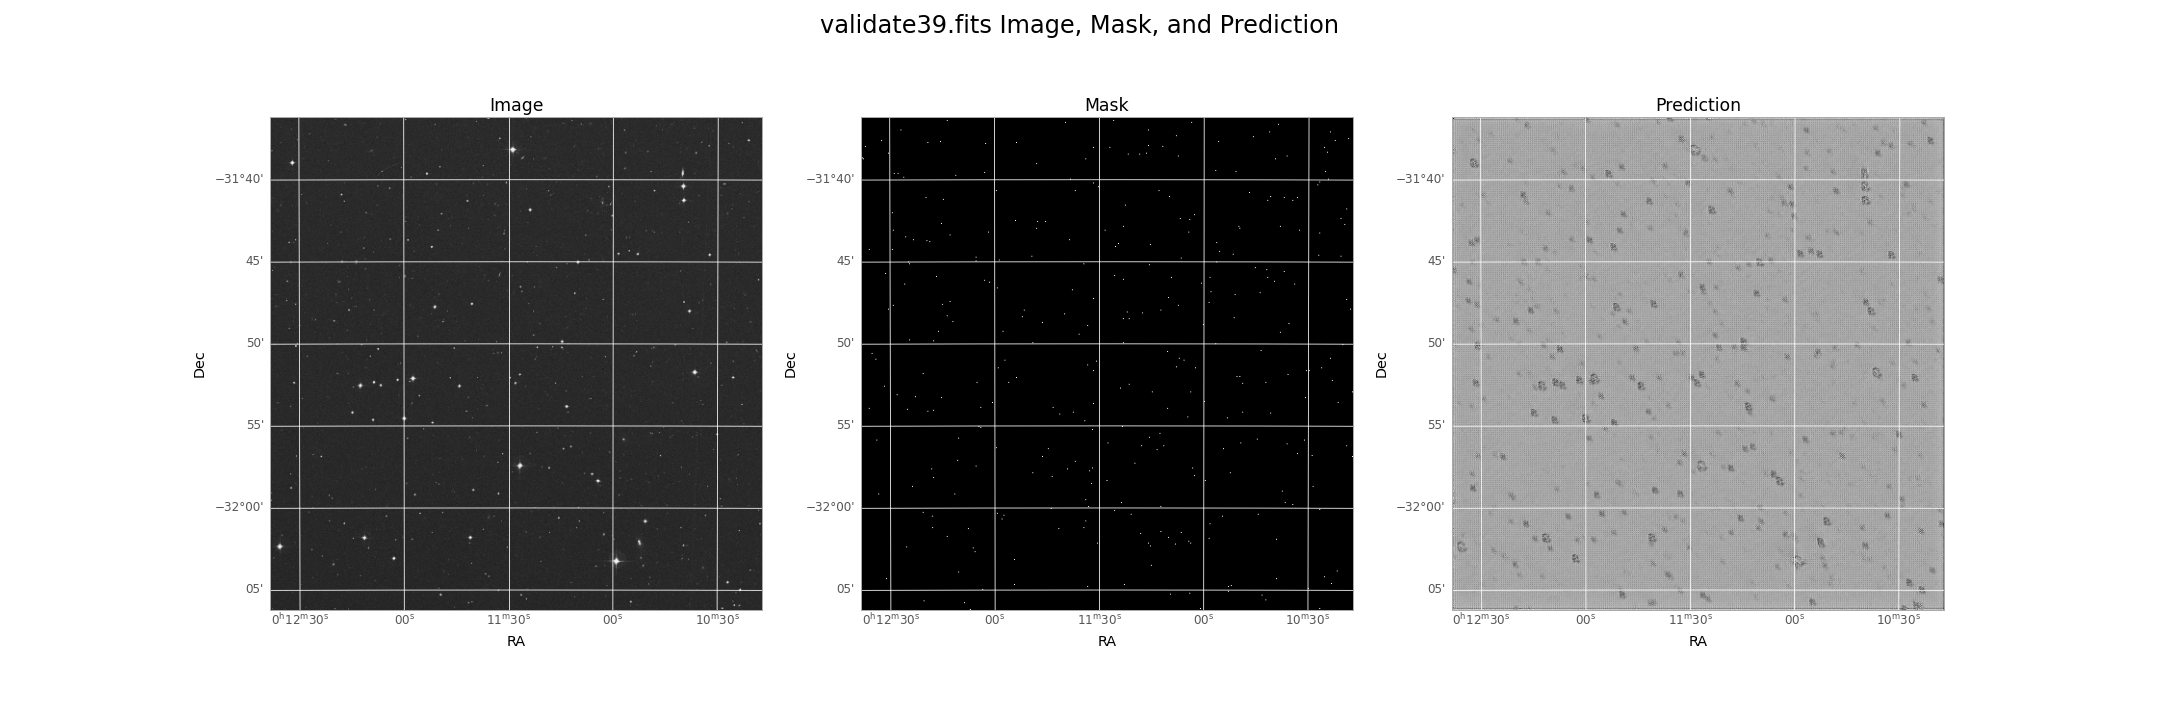 validate39.fits Image, Mask, and Prediction
Image Mask Prediction
−31°40' −31°40' −31°40'
45' 45' 45'
50' 50' 50'
Dec Dec Dec
55' 55' 55'
−32°00' −32°00' −32°00'
05' 05' 05'
0ʰ12ᵐ30ˢ 00ˢ 11ᵐ30ˢ 00ˢ 10ᵐ30ˢ 0ʰ12ᵐ30ˢ 00ˢ 11ᵐ30ˢ 00ˢ 10ᵐ30ˢ 0ʰ12ᵐ30ˢ 00ˢ 11ᵐ30ˢ 00ˢ 10ᵐ30ˢ
RA RA RA